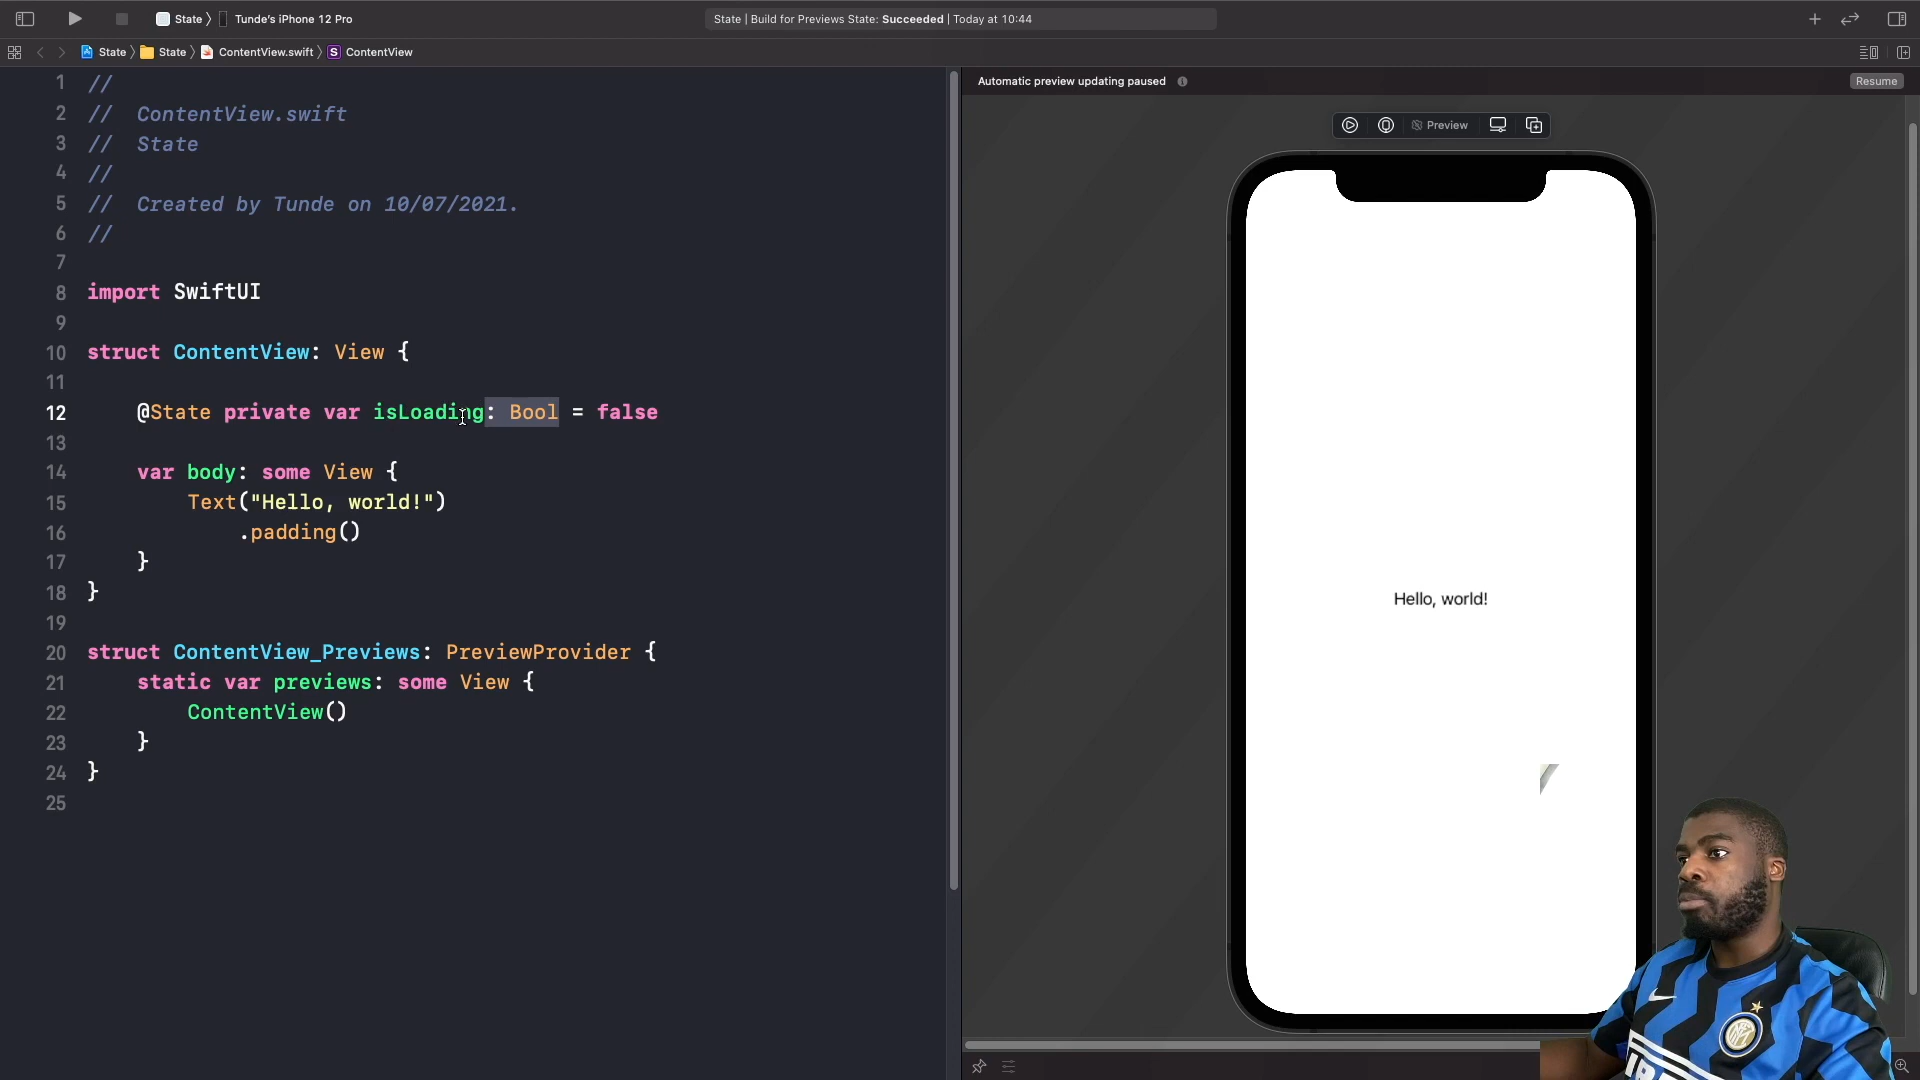 State 〉 Tunde's iPhone 12 Pro
State | Build for Previews State: Succeeded | Today at 10:44
State 〉 State 〉 ContentView.swift 〉 S ContentView
Automatic preview updating paused
Resume
Preview
1 //
2 //  ContentView.swift
3 //  State
4 //
5 //  Created by Tunde on 10/07/2021.
6 //
7
8 import SwiftUI
9
10 struct ContentView: View {
11
12     @State private var isLoading: Bool = false
13
14     var body: some View {
15         Text("Hello, world!")
16             .padding()
17     }
18 }
19
20 struct ContentView_Previews: PreviewProvider {
21     static var previews: some View {
22         ContentView()
23     }
24 }
25
Hello, world!